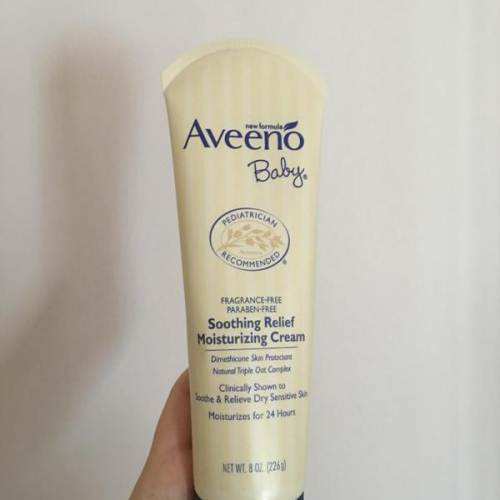 new formula
Aveeno
Baby®
PEDIATRICIAN
RECOMMENDED®
FRAGRANCE-FREE
PARABEN-FREE
Soothing Relief
Moisturizing Cream
Dimethicone Skin Protectant
Natural Triple Oat Complex
Clinically Shown to
Soothe & Relieve Dry Sensitive Skin
Moisturizes for 24 Hours
NET WT. 8 OZ. (226g)